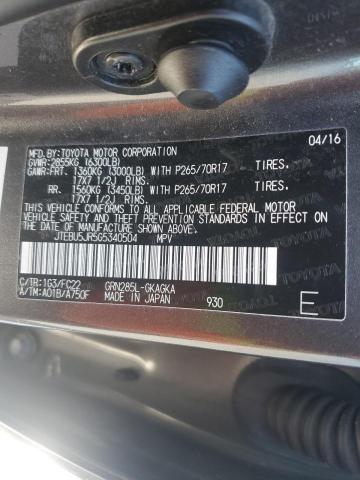 04/16
MFD.BY:TOYOTA MOTOR CORPORATION
GVWR:2855KG (6300LB)
GAWR:FRT. 1360KG (3000LB) WITH P265/70R17 TIRES.
17X7 1/2J RIMS.
RR. 1560KG (3450LB) WITH P265/70R17 TIRES.
17X7 1/2J RIMS.
THIS VEHICLE CONFORMS TO ALL APPLICABLE FEDERAL MOTOR
VEHICLE SAFETY STANDARDS IN EFFECT ON THE DATE OF
MANUFACTURE SHOWN ABOVE.
JTEBU5JR5G5340504 MPV
C/TR:1G3/FC22 GRN285L-GKAGKA
A/TM:A01B/A750F MADE IN JAPAN 930 E